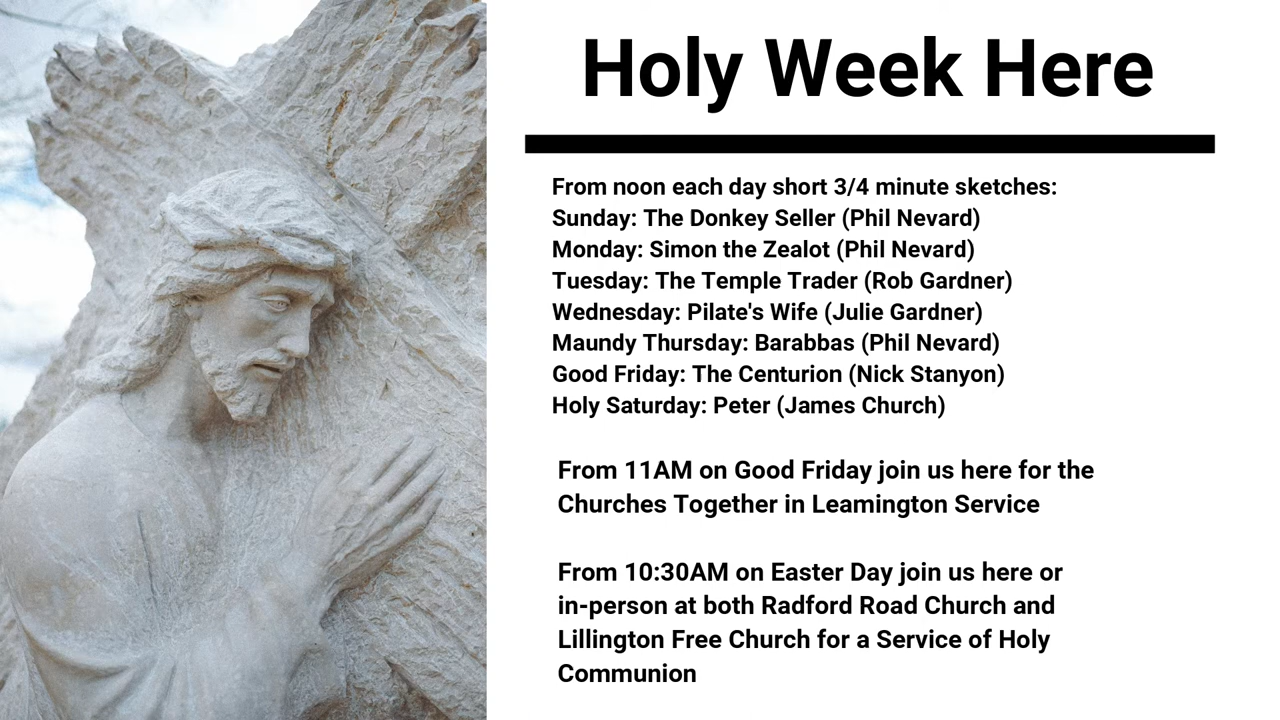 Holy Week Here
From noon each day short 3/4 minute sketches:
Sunday: The Donkey Seller (Phil Nevard)
Monday: Simon the Zealot (Phil Nevard)
Tuesday: The Temple Trader (Rob Gardner)
Wednesday: Pilate's Wife (Julie Gardner)
Maundy Thursday: Barabbas (Phil Nevard)
Good Friday: The Centurion (Nick Stanyon)
Holy Saturday: Peter (James Church)
From 11AM on Good Friday join us here for the
Churches Together in Leamington Service
From 10:30AM on Easter Day join us here or
in-person at both Radford Road Church and
Lillington Free Church for a Service of Holy
Communion